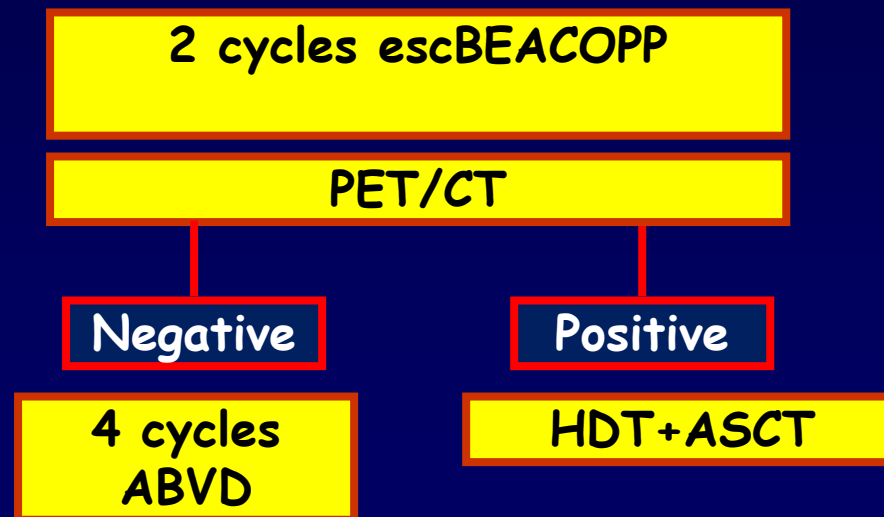 2 cycles escBEACOPP
PET/CT
Negative
Positive
4 cycles
ABVD
HDT+ASCT